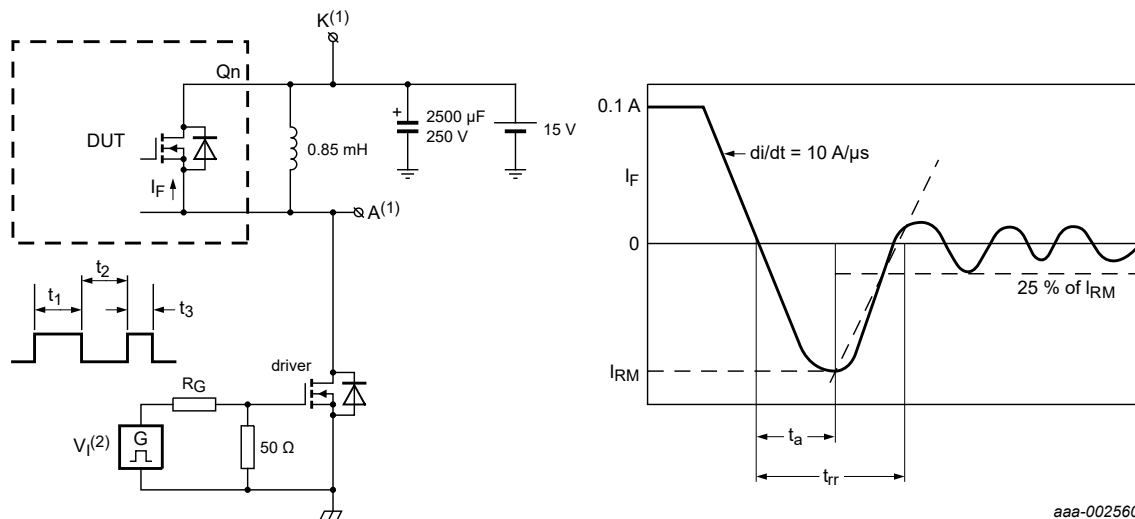 K(1)
Qn
DUT
IF
0.85 mH
+
2500 µF
250 V
15 V
A(1)
t1
t2
t3
driver
RG
VI(2)
G
50 Ω
0.1 A
di/dt = 10 A/µs
IF
0
25 % of IRM
IRM
ta
trr
aaa-002560